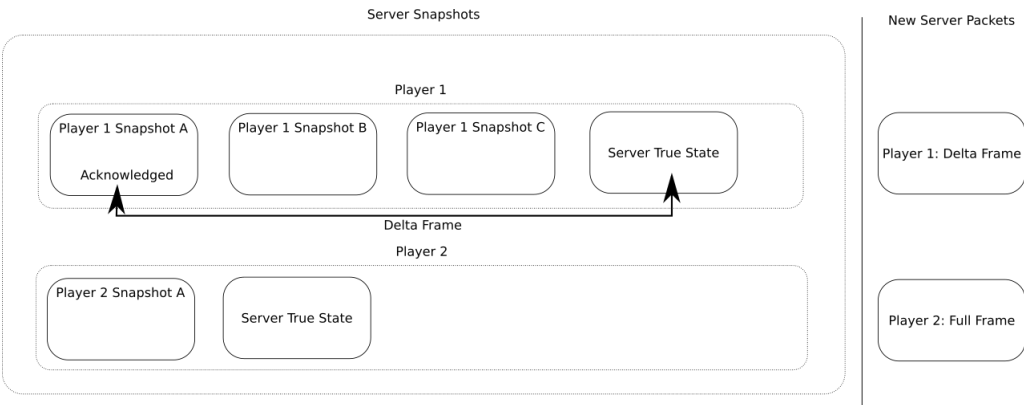 Server Snapshots
New Server Packets
Player 1
Player 1 Snapshot A
Acknowledged
Player 1 Snapshot B
Player 1 Snapshot C
Server True State
Player 1: Delta Frame
Delta Frame
Player 2
Player 2 Snapshot A
Server True State
Player 2: Full Frame